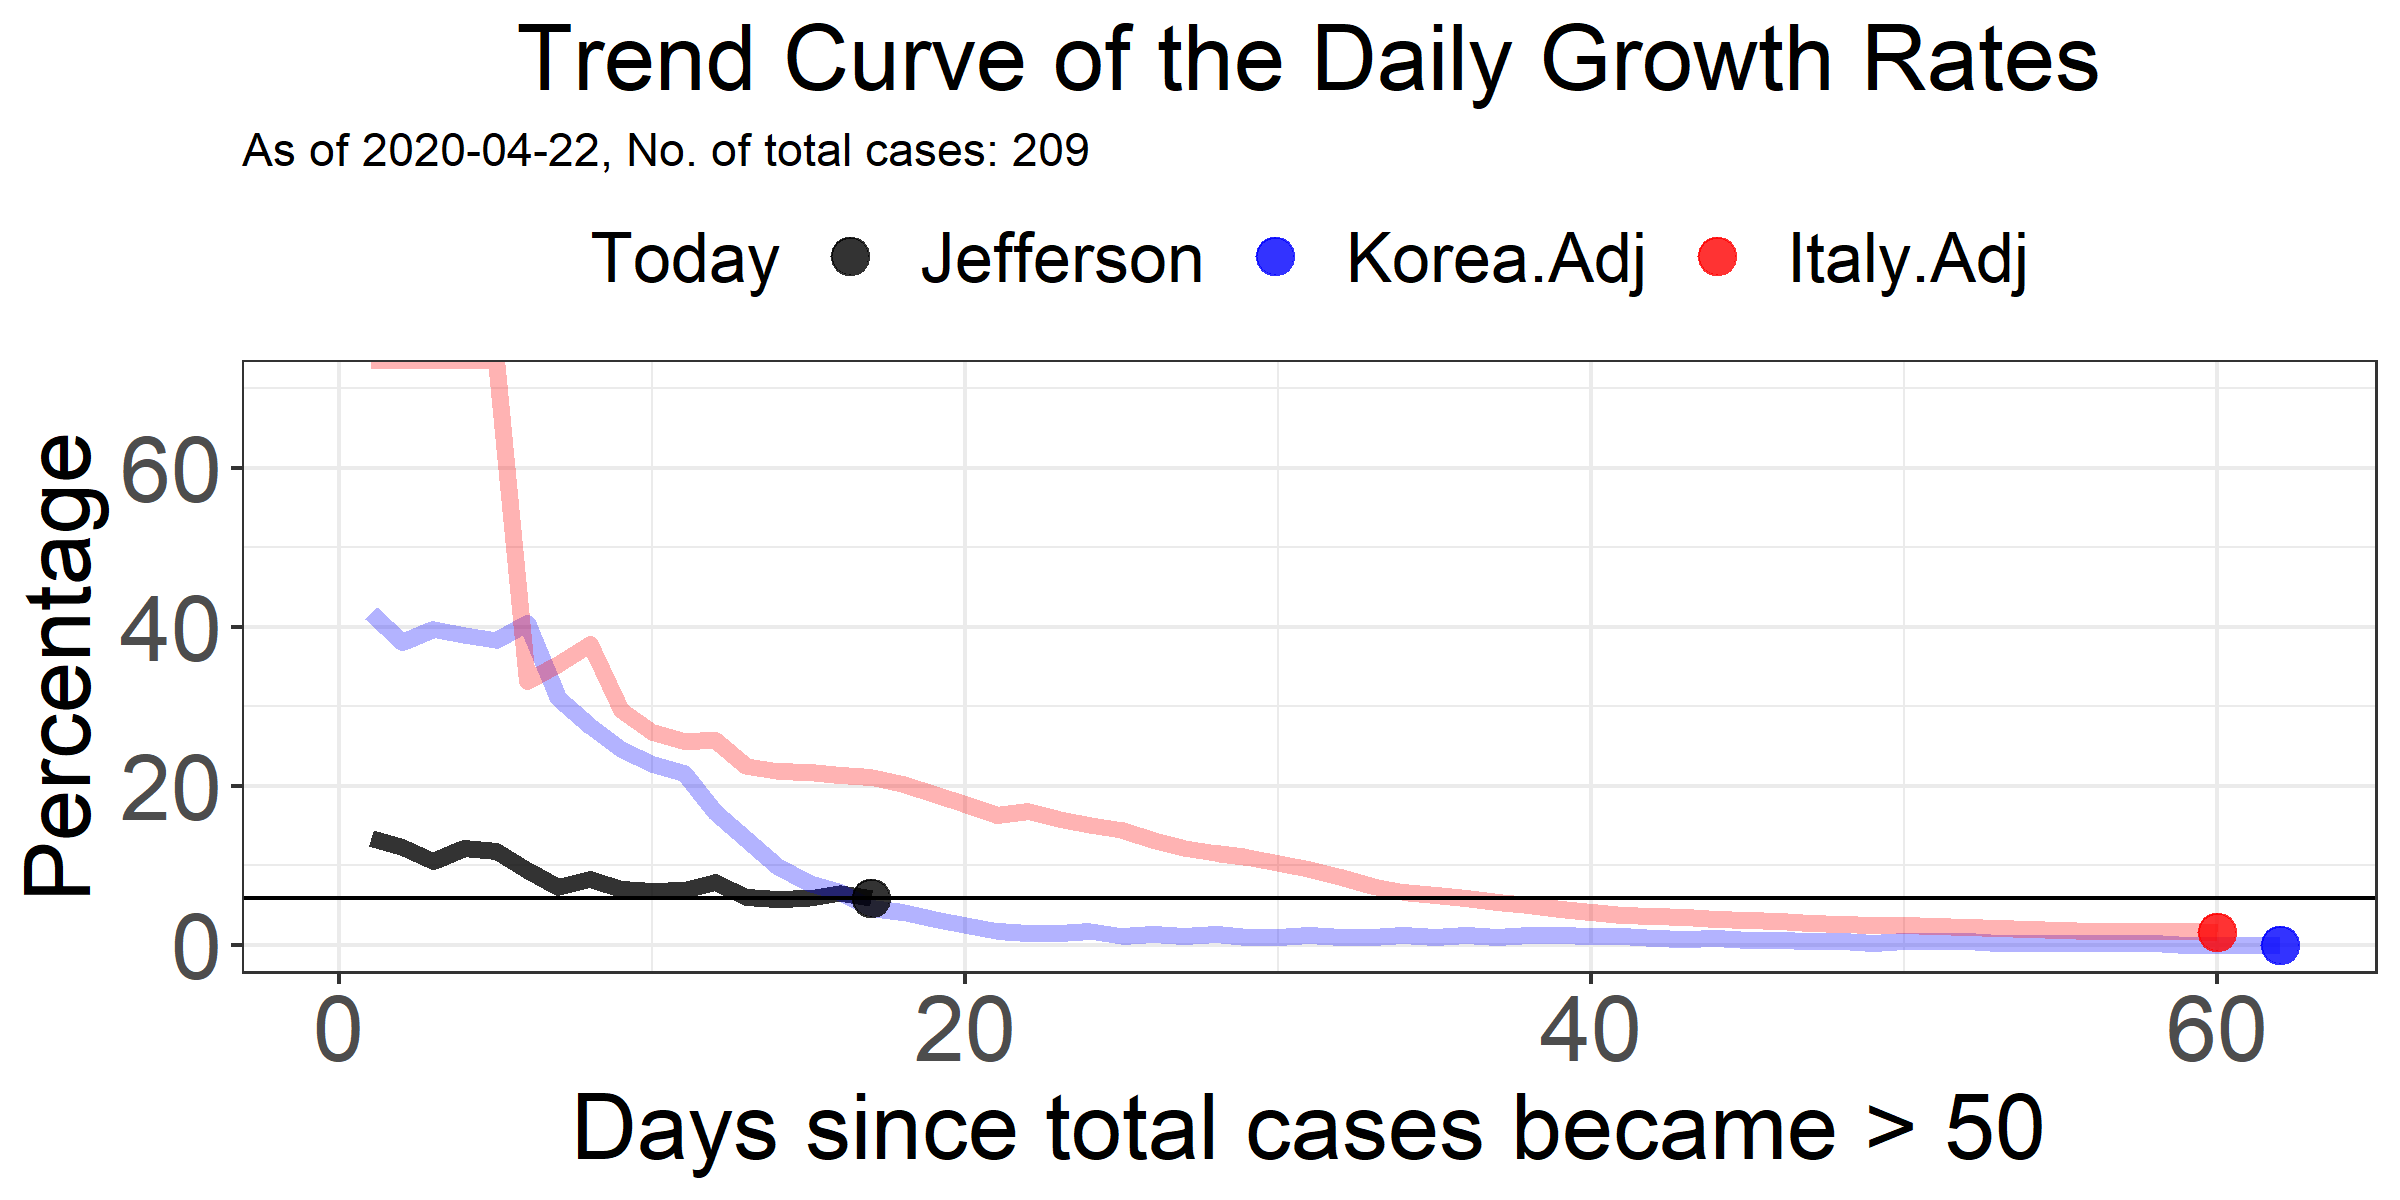 Trend Curve of the Daily Growth Rates
As of 2020-04-22, No. of total cases: 209
Today Jefferson Korea.Adj Italy.Adj
Percentage
60
40
20
0
0 20 40 60
Days since total cases became > 50